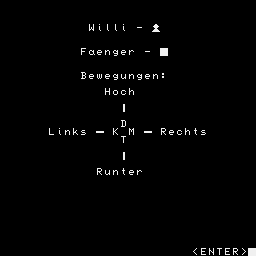 Willi -
Faenger -
Bewegungen:
Hoch
D
Links - K M - Rechts
T
Runter
<ENTER>